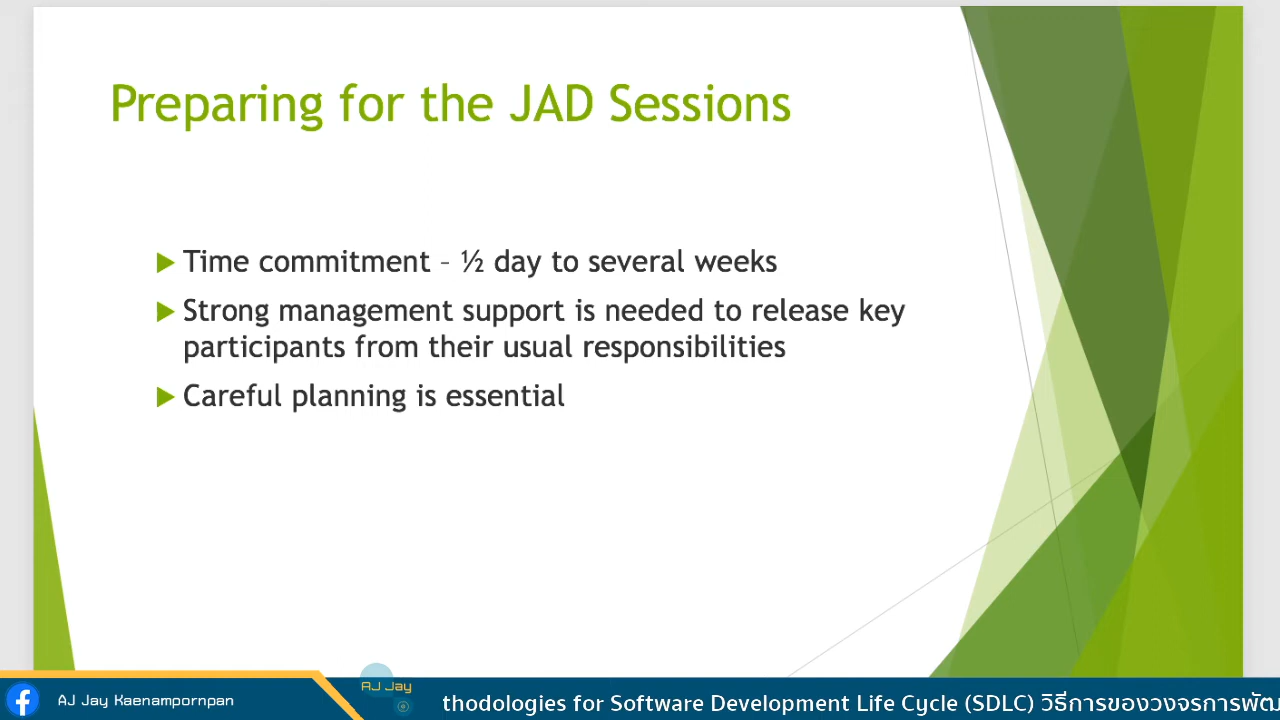 Preparing for the JAD Sessions
Time commitment – ½ day to several weeks
Strong management support is needed to release key
participants from their usual responsibilities
Careful planning is essential
AJ Jay Kaenampornpan
AJ Jay
thodologies for Software Development Life Cycle (SDLC) วิธีการของวงจรการพัฒ